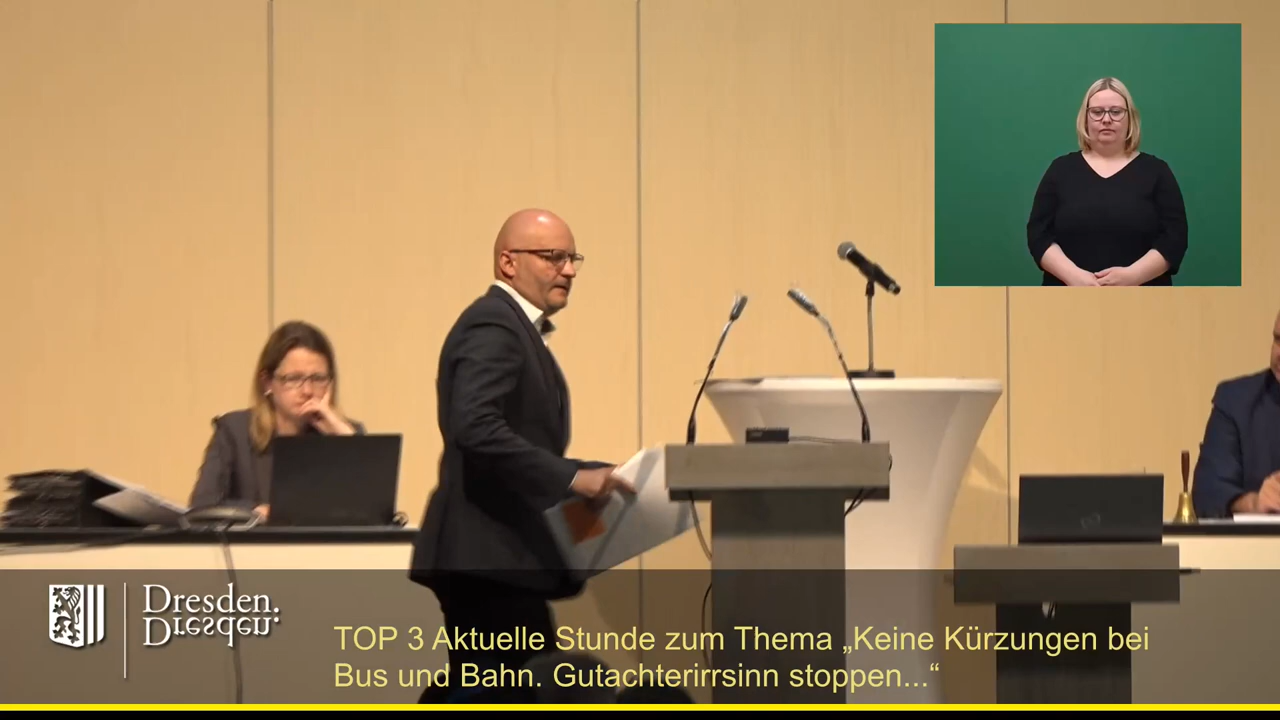 Dresden.
Dresden.
TOP 3 Aktuelle Stunde zum Thema „Keine Kürzungen bei
Bus und Bahn. Gutachterirrsinn stoppen...“